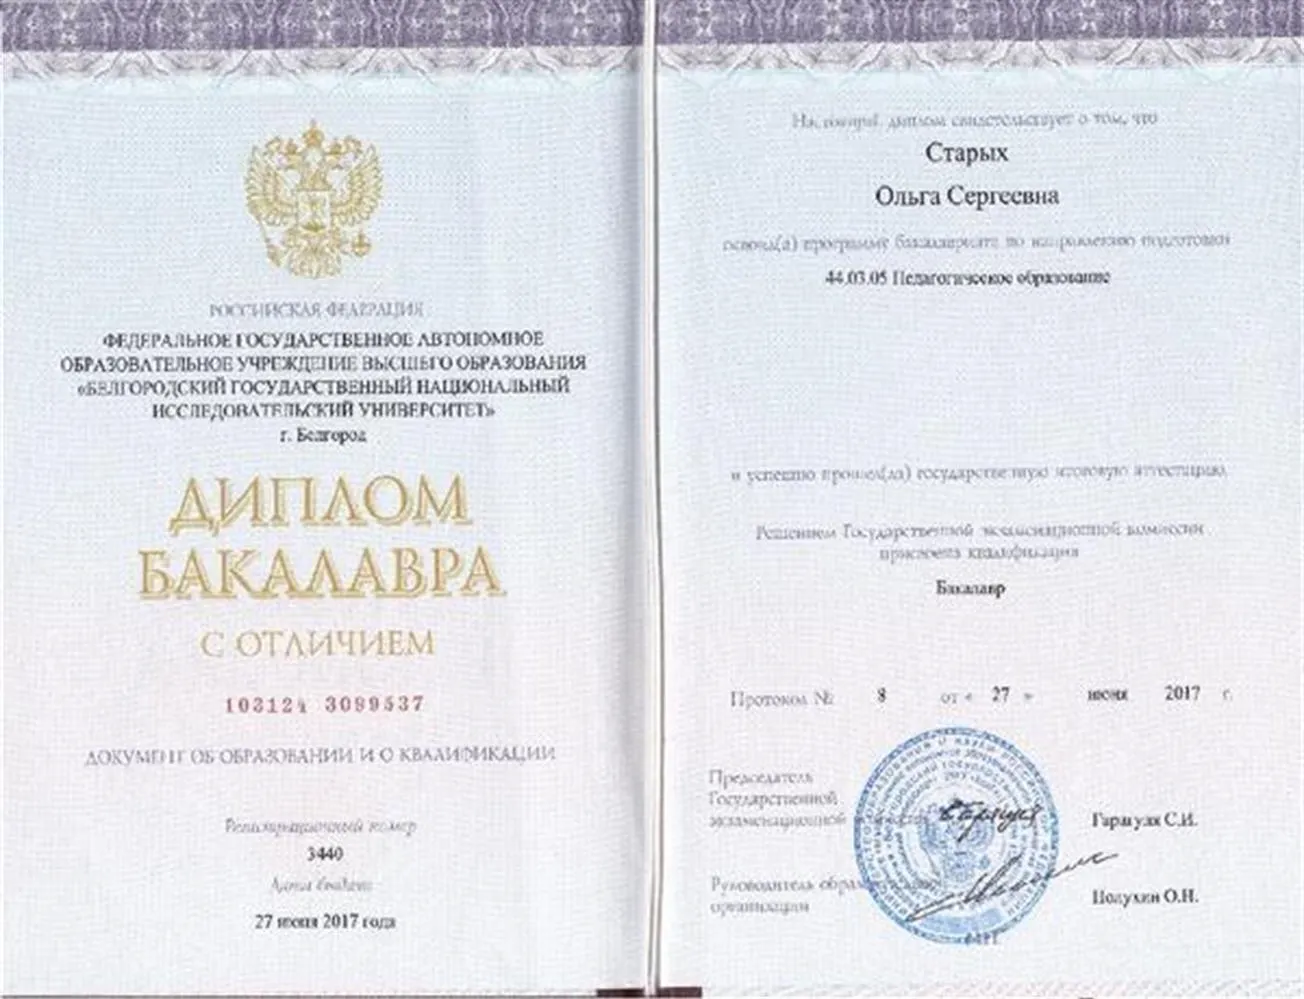 РОССИЙСКАЯ ФЕДЕРАЦИЯ
ФЕДЕРАЛЬНОЕ ГОСУДАРСТВЕННОЕ АВТОНОМНОЕ
ОБРАЗОВАТЕЛЬНОЕ УЧРЕЖДЕНИЕ ВЫСШЕГО ОБРАЗОВАНИЯ
«БЕЛГОРОДСКИЙ ГОСУДАРСТВЕННЫЙ НАЦИОНАЛЬНЫЙ
ИССЛЕДОВАТЕЛЬСКИЙ УНИВЕРСИТЕТ»
г. Белгород
ДИПЛОМ
БАКАЛАВРА
С ОТЛИЧИЕМ
103124 3089537
ДОКУМЕНТ ОБ ОБРАЗОВАНИИ И О КВАЛИФИКАЦИИ
Регистрационный номер
3440
Дата выдачи
27 июня 2017 года
Настоящий диплом свидетельствует о том, что
Старых
Ольга Сергеевна
освоил(а) программу бакалавриата по направлению подготовки
44.03.05 Педагогическое образование
и успешно прошел(ла) государственную итоговую аттестацию
Решением Государственной экзаменационной комиссии
присвоена квалификация
Бакалавр
Протокол № 8 от « 27 » июня 2017 г.
Председатель
Государственной
экзаменационной
Гарагуля С.И.
Руководитель образовательной
организации
Полухин О.Н.